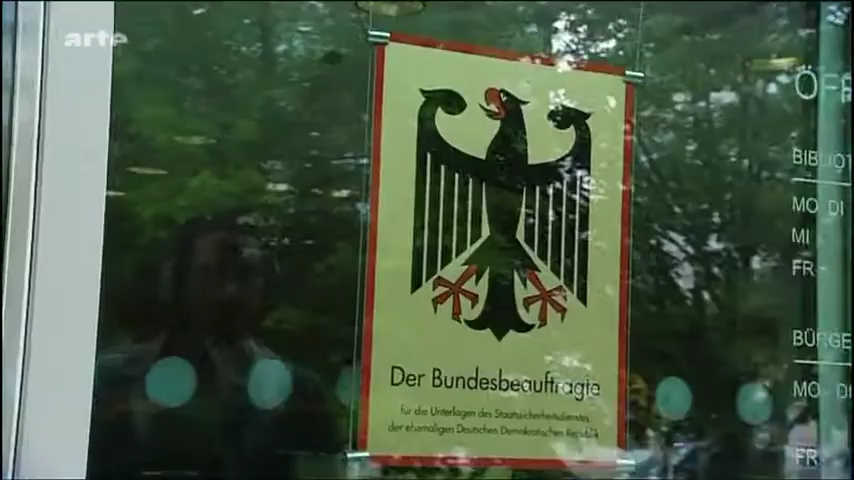 arte
Der Bundesbeauftragte
für die Unterlagen des Staatssicherheitsdienstes
der ehemaligen Deutschen Demokratischen Republik
ÖFF
BIBLIOT
MO DI
MI
FR
BÜRGE
MO - DI
FR